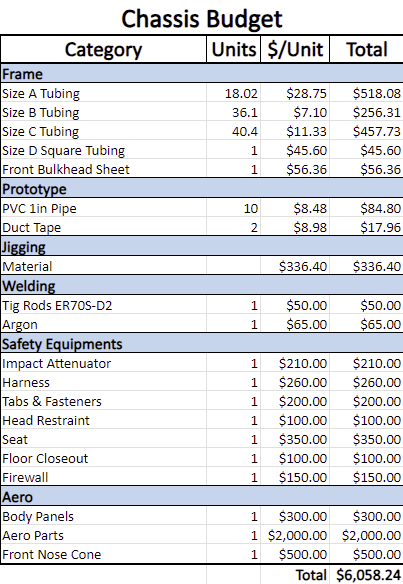 Chassis Budget
Category Units $/Unit Total
Frame
Size A Tubing 18.02 $28.75 $518.08
Size B Tubing 36.1 $7.10 $256.31
Size C Tubing 40.4 $11.33 $457.73
Size D Square Tubing 1 $45.60 $45.60
Front Bulkhead Sheet 1 $56.36 $56.36
Prototype
PVC 1in Pipe 10 $8.48 $84.80
Duct Tape 2 $8.98 $17.96
Jigging
Material $336.40 $336.40
Welding
Tig Rods ER70S-D2 1 $50.00 $50.00
Argon 1 $65.00 $65.00
Safety Equipments
Impact Attenuator 1 $210.00 $210.00
Harness 1 $260.00 $260.00
Tabs & Fasteners 1 $200.00 $200.00
Head Restraint 1 $100.00 $100.00
Seat 1 $350.00 $350.00
Floor Closeout 1 $100.00 $100.00
Firewall 1 $150.00 $150.00
Aero
Body Panels 1 $300.00 $300.00
Aero Parts 1 $2,000.00 $2,000.00
Front Nose Cone 1 $500.00 $500.00
Total $6,058.24